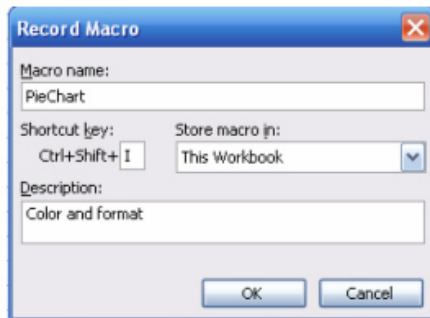 Record Macro
Macro name:
PieChart
Shortcut key: Store macro in:
Ctrl+Shift+ I This Workbook
Description:
Color and format
OK Cancel